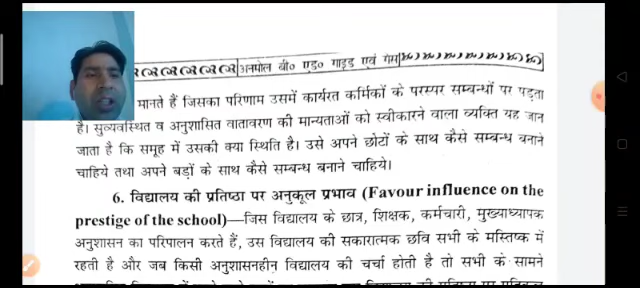 अनमोल बी० एड० गाइड एवं गेम
मानते हैं जिसका परिणाम उसमें कार्यरत कर्मिकों के परस्पर सम्बन्धों पर पड़ता
है। सुव्यवस्थित व अनुशासित वातावरण की मान्यताओं को स्वीकारने वाला व्यक्ति यह जान
जाता है कि समूह में उसकी क्या स्थिति है। उसे अपने छोटों के साथ कैसे सम्बन्ध बनाने
चाहिये तथा अपने बड़ों के साथ कैसे सम्बन्ध बनाने चाहिये।
6. विद्यालय की प्रतिष्ठा पर अनुकूल प्रभाव (Favour influence on the
prestige of the school)—जिस विद्यालय के छात्र, शिक्षक, कर्मचारी, मुख्याध्यापक
अनुशासन का परिपालन करते हैं, उस विद्यालय की सकारात्मक छवि सभी के मस्तिष्क में
रहती है और जब किसी अनुशासनहीन विद्यालय की चर्चा होती है तो सभी के सामने